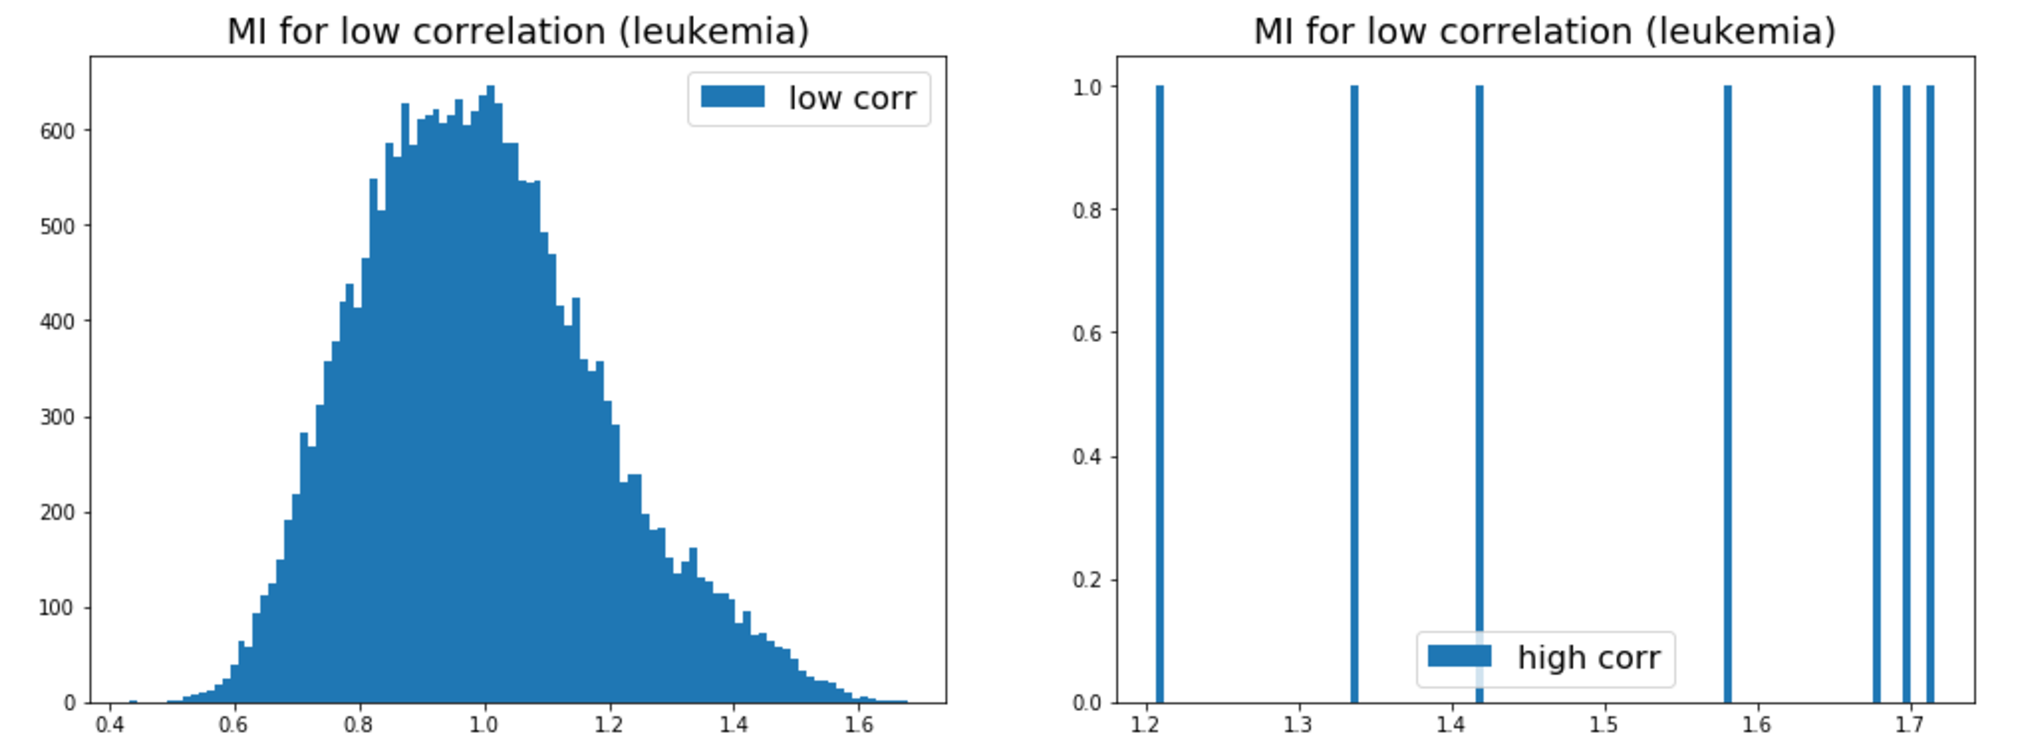 MI for low correlation (leukemia)
low corr
600
500
400
300
200
100
0
0.4 0.6 0.8 1.0 1.2 1.4 1.6
MI for low correlation (leukemia)
1.0
0.8
0.6
0.4
0.2
0.0
high corr
1.2 1.3 1.4 1.5 1.6 1.7